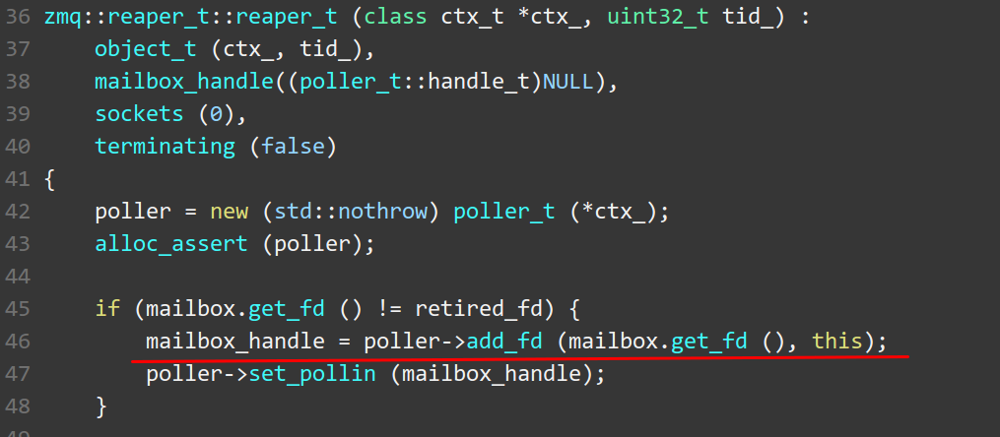 36 zmq::reaper_t::reaper_t (class ctx_t *ctx_, uint32_t tid_) :
37     object_t (ctx_, tid_),
38     mailbox_handle((poller_t::handle_t)NULL),
39     sockets (0),
40     terminating (false)
41 {
42     poller = new (std::nothrow) poller_t (*ctx_);
43     alloc_assert (poller);
44
45     if (mailbox.get_fd () != retired_fd) {
46         mailbox_handle = poller->add_fd (mailbox.get_fd (), this);
47         poller->set_pollin (mailbox_handle);
48     }